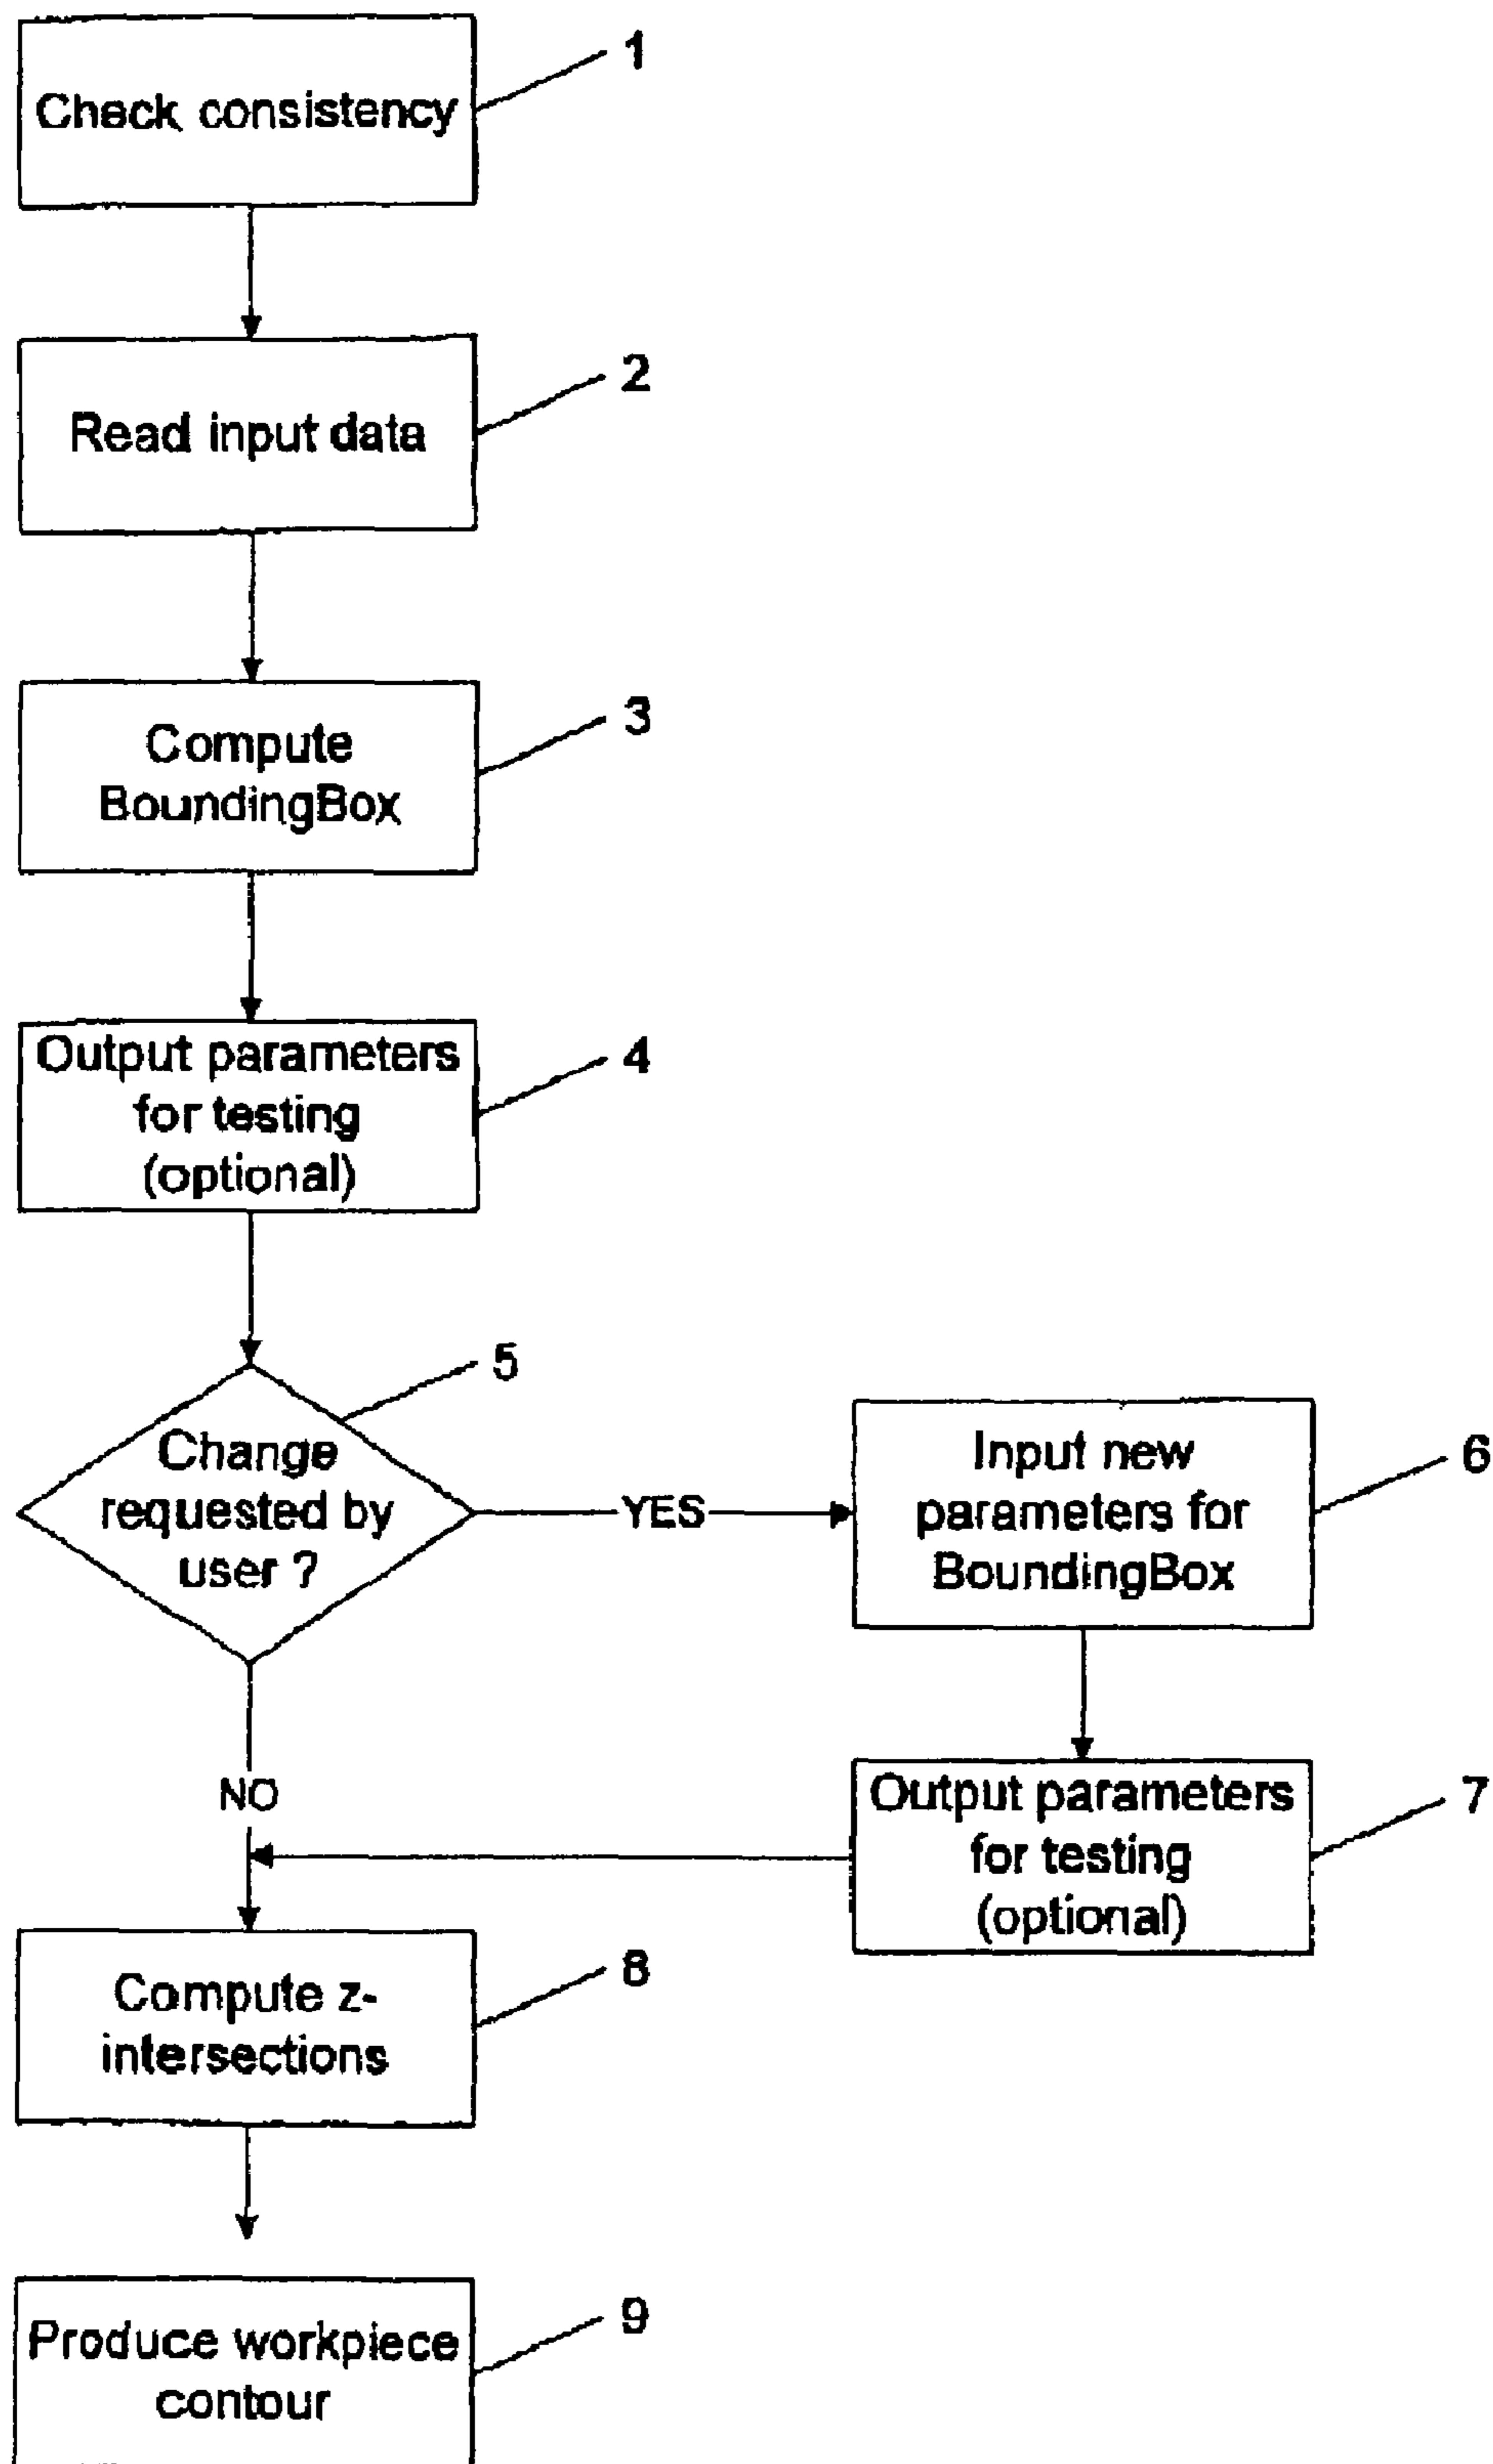 1
Check consistency
2
Read input data
3
Compute
BoundingBox
4
Output parameters
for testing
(optional)
5
Change
requested by
user ?
YES
6
Input new
parameters for
BoundingBox
7
Output parameters
for testing
(optional)
NO
8
Compute z-
intersections
9
Produce workpiece
contour